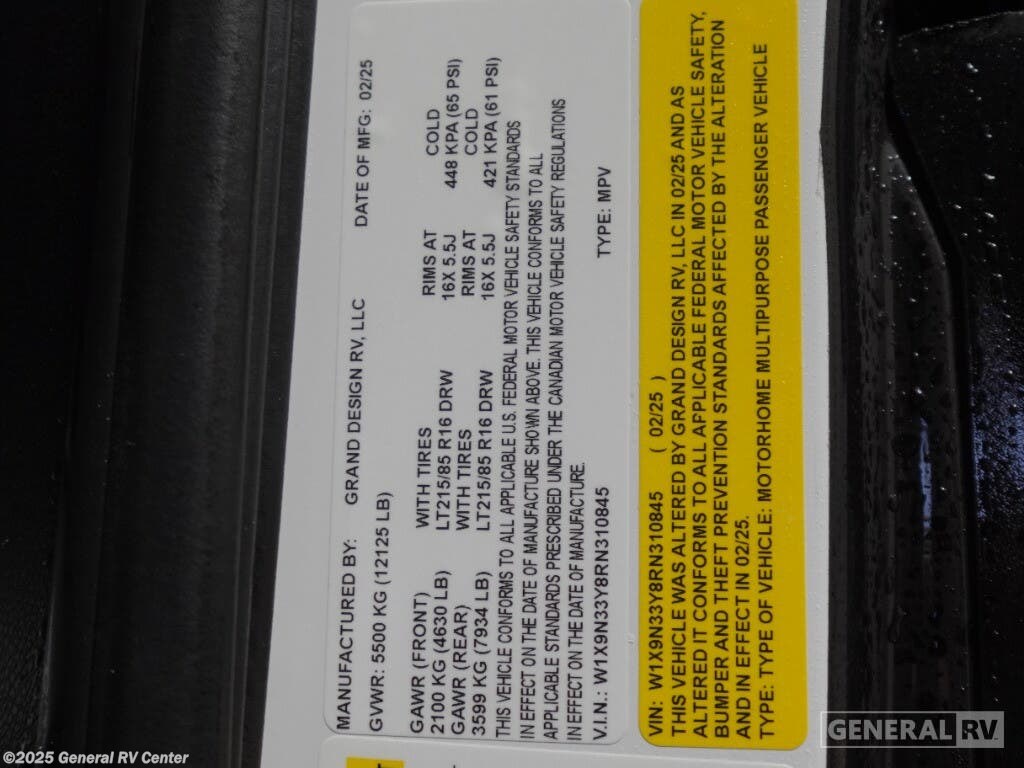 MANUFACTURED BY: GRAND DESIGN RV, LLC DATE OF MFG: 02/25
GVWR: 5500 KG (12125 LB)
GAWR (FRONT) WITH TIRES RIMS AT COLD
2100 KG (4630 LB) LT215/85 R16 DRW 16X 5.5J 448 KPA (65 PSI)
GAWR (REAR) WITH TIRES RIMS AT COLD
3599 KG (7934 LB) LT215/85 R16 DRW 16X 5.5J 421 KPA (61 PSI)
THIS VEHICLE CONFORMS TO ALL APPLICABLE U.S. FEDERAL MOTOR VEHICLE SAFETY STANDARDS
IN EFFECT ON THE DATE OF MANUFACTURE SHOWN ABOVE. THIS VEHICLE CONFORMS TO ALL
APPLICABLE STANDARDS PRESCRIBED UNDER THE CANADIAN MOTOR VEHICLE SAFETY REGULATIONS
IN EFFECT ON THE DATE OF MANUFACTURE.
V.I.N.: W1X9N33Y8RN310845 TYPE: MPV
VIN: W1X9N33Y8RN310845 ( 02/25 )
THIS VEHICLE WAS ALTERED BY GRAND DESIGN RV, LLC IN 02/25 AND AS
ALTERED IT CONFORMS TO ALL APPLICABLE FEDERAL MOTOR VEHICLE SAFETY,
BUMPER AND THEFT PREVENTION STANDARDS AFFECTED BY THE ALTERATION
AND IN EFFECT IN 02/25.
TYPE: TYPE OF VEHICLE: MOTORHOME MULTIPURPOSE PASSENGER VEHICLE
GENERAL RV
©2025 General RV Center